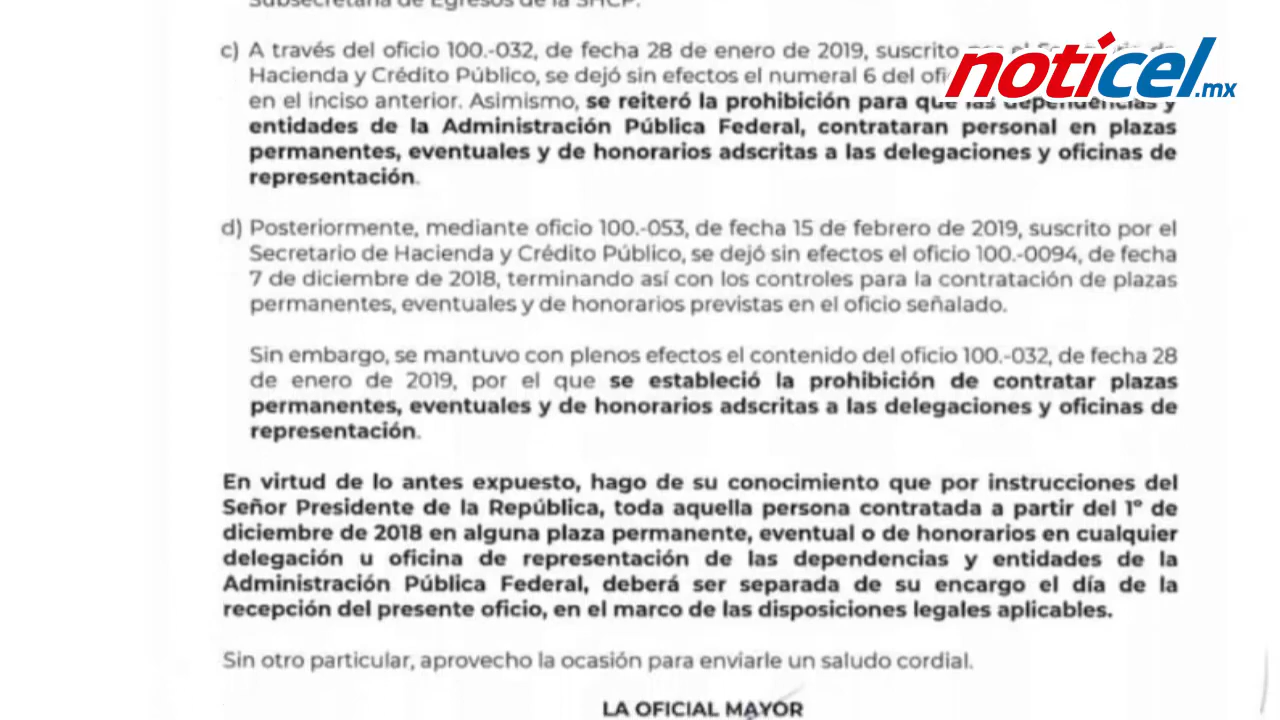 Subsecretaría de Egresos de la SHCP.
c) A través del oficio 100.-032, de fecha 28 de enero de 2019, suscrito
Hacienda y Crédito Público, se dejó sin efectos el numeral 6 del
en el inciso anterior. Asimismo, se reiteró la prohibición para que las dependencias y
entidades de la Administración Pública Federal, contrataran personal en plazas
permanentes, eventuales y de honorarios adscritas a las delegaciones y oficinas de
representación.
noticel.mx
d) Posteriormente, mediante oficio 100.-053, de fecha 15 de febrero de 2019, suscrito por el
Secretario de Hacienda y Crédito Público, se dejó sin efectos el oficio 100.-0094, de fecha
7 de diciembre de 2018, terminando así con los controles para la contratación de plazas
permanentes, eventuales y de honorarios previstas en el oficio señalado.
Sin embargo, se mantuvo con plenos efectos el contenido del oficio 100.-032, de fecha 28
de enero de 2019, por el que se estableció la prohibición de contratar plazas
permanentes, eventuales y de honorarios adscritas a las delegaciones y oficinas de
representación.
En virtud de lo antes expuesto, hago de su conocimiento que por instrucciones del
Señor Presidente de la República, toda aquella persona contratada a partir del 1º de
diciembre de 2018 en alguna plaza permanente, eventual o de honorarios en cualquier
delegación u oficina de representación de las dependencias y entidades de la
Administración Pública Federal, deberá ser separada de su encargo el día de la
recepción del presente oficio, en el marco de las disposiciones legales aplicables.
Sin otro particular, aprovecho la ocasión para enviarle un saludo cordial.
LA OFICIAL MAYOR